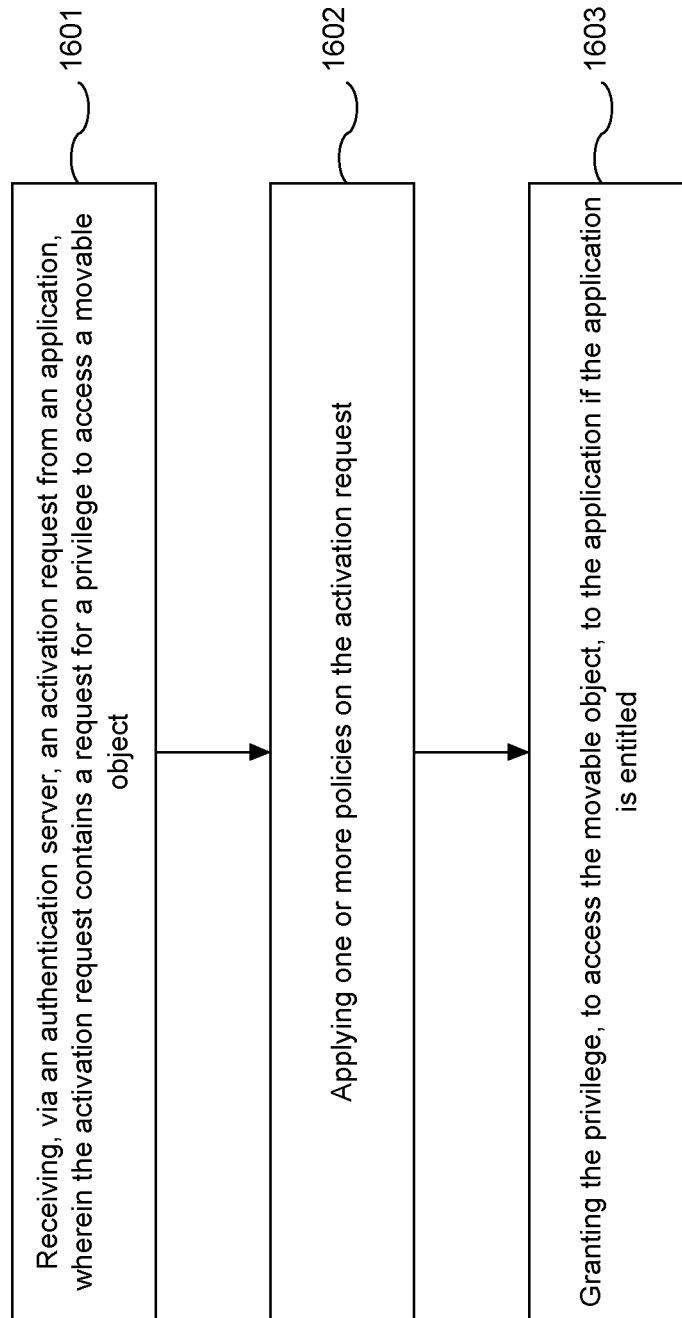 Receiving, via an authentication server, an activation request from an application,
wherein the activation request contains a request for a privilege to access a movable
object
1601
Applying one or more policies on the activation request
1602
Granting the privilege, to access the movable object, to the application if the application
is entitled
1603